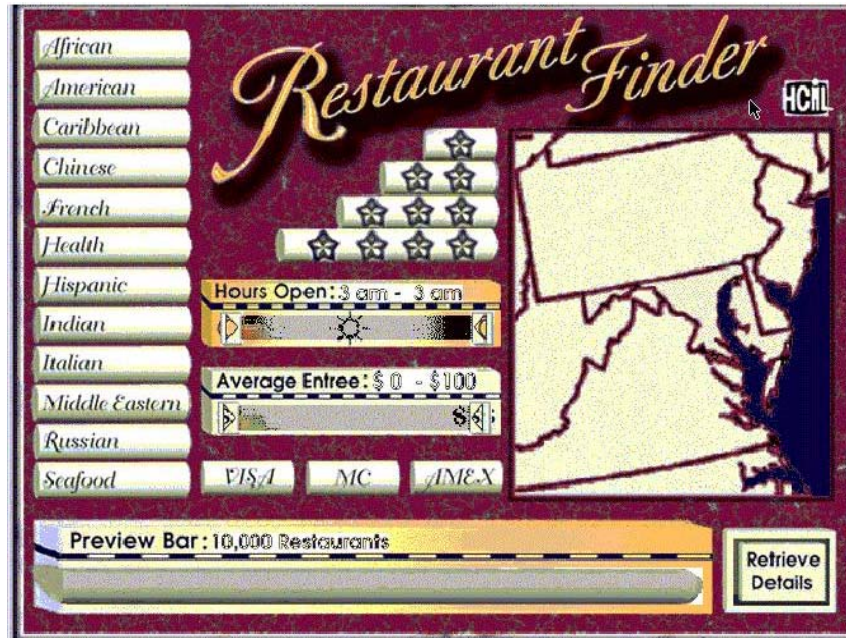 Restaurant Finder
HCIL
African
American
Caribbean
Chinese
French
Health
Hispanic
Indian
Italian
Middle Eastern
Russian
Seafood
Hours Open: 3 am - 3 am
Average Entree: $ 0 - $100
$ $$
VISA
MC
AMEX
Preview Bar: 10,000 Restaurants
Retrieve
Details